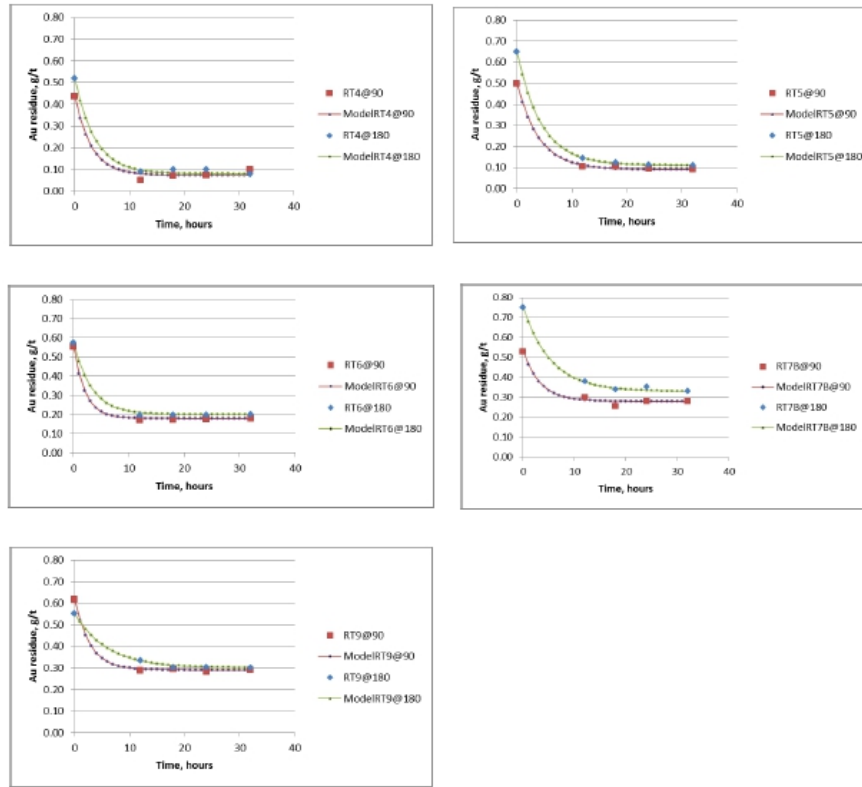 0.80
0.70
0.60
0.50
0.40
0.30
0.20
0.10
0.00
Au residue, g/t
0 10 20 30 40
Time, hours
RT4@90
ModelRT4@90
RT4@180
ModelRT4@180
0.80
0.70
0.60
0.50
0.40
0.30
0.20
0.10
0.00
Au residue, g/t
0 10 20 30 40
Time, hours
RT5@90
ModelRT5@90
RT5@180
ModelRT5@180
0.80
0.70
0.60
0.50
0.40
0.30
0.20
0.10
0.00
Au residue, g/t
0 20 40
Time, hours
RT6@90
ModelRT6@90
RT6@180
ModelRT6@180
0.80
0.70
0.60
0.50
0.40
0.30
0.20
0.10
0.00
Au residue, g/t
0 10 20 30 40
Time, hours
RT7B@90
ModelRT7B@90
RT7B@180
ModelRT7B@180
0.80
0.70
0.60
0.50
0.40
0.30
0.20
0.10
0.00
Au residue, g/t
0 10 20 30 40
Time, hours
RT9@90
ModelRT9@90
RT9@180
ModelRT9@180